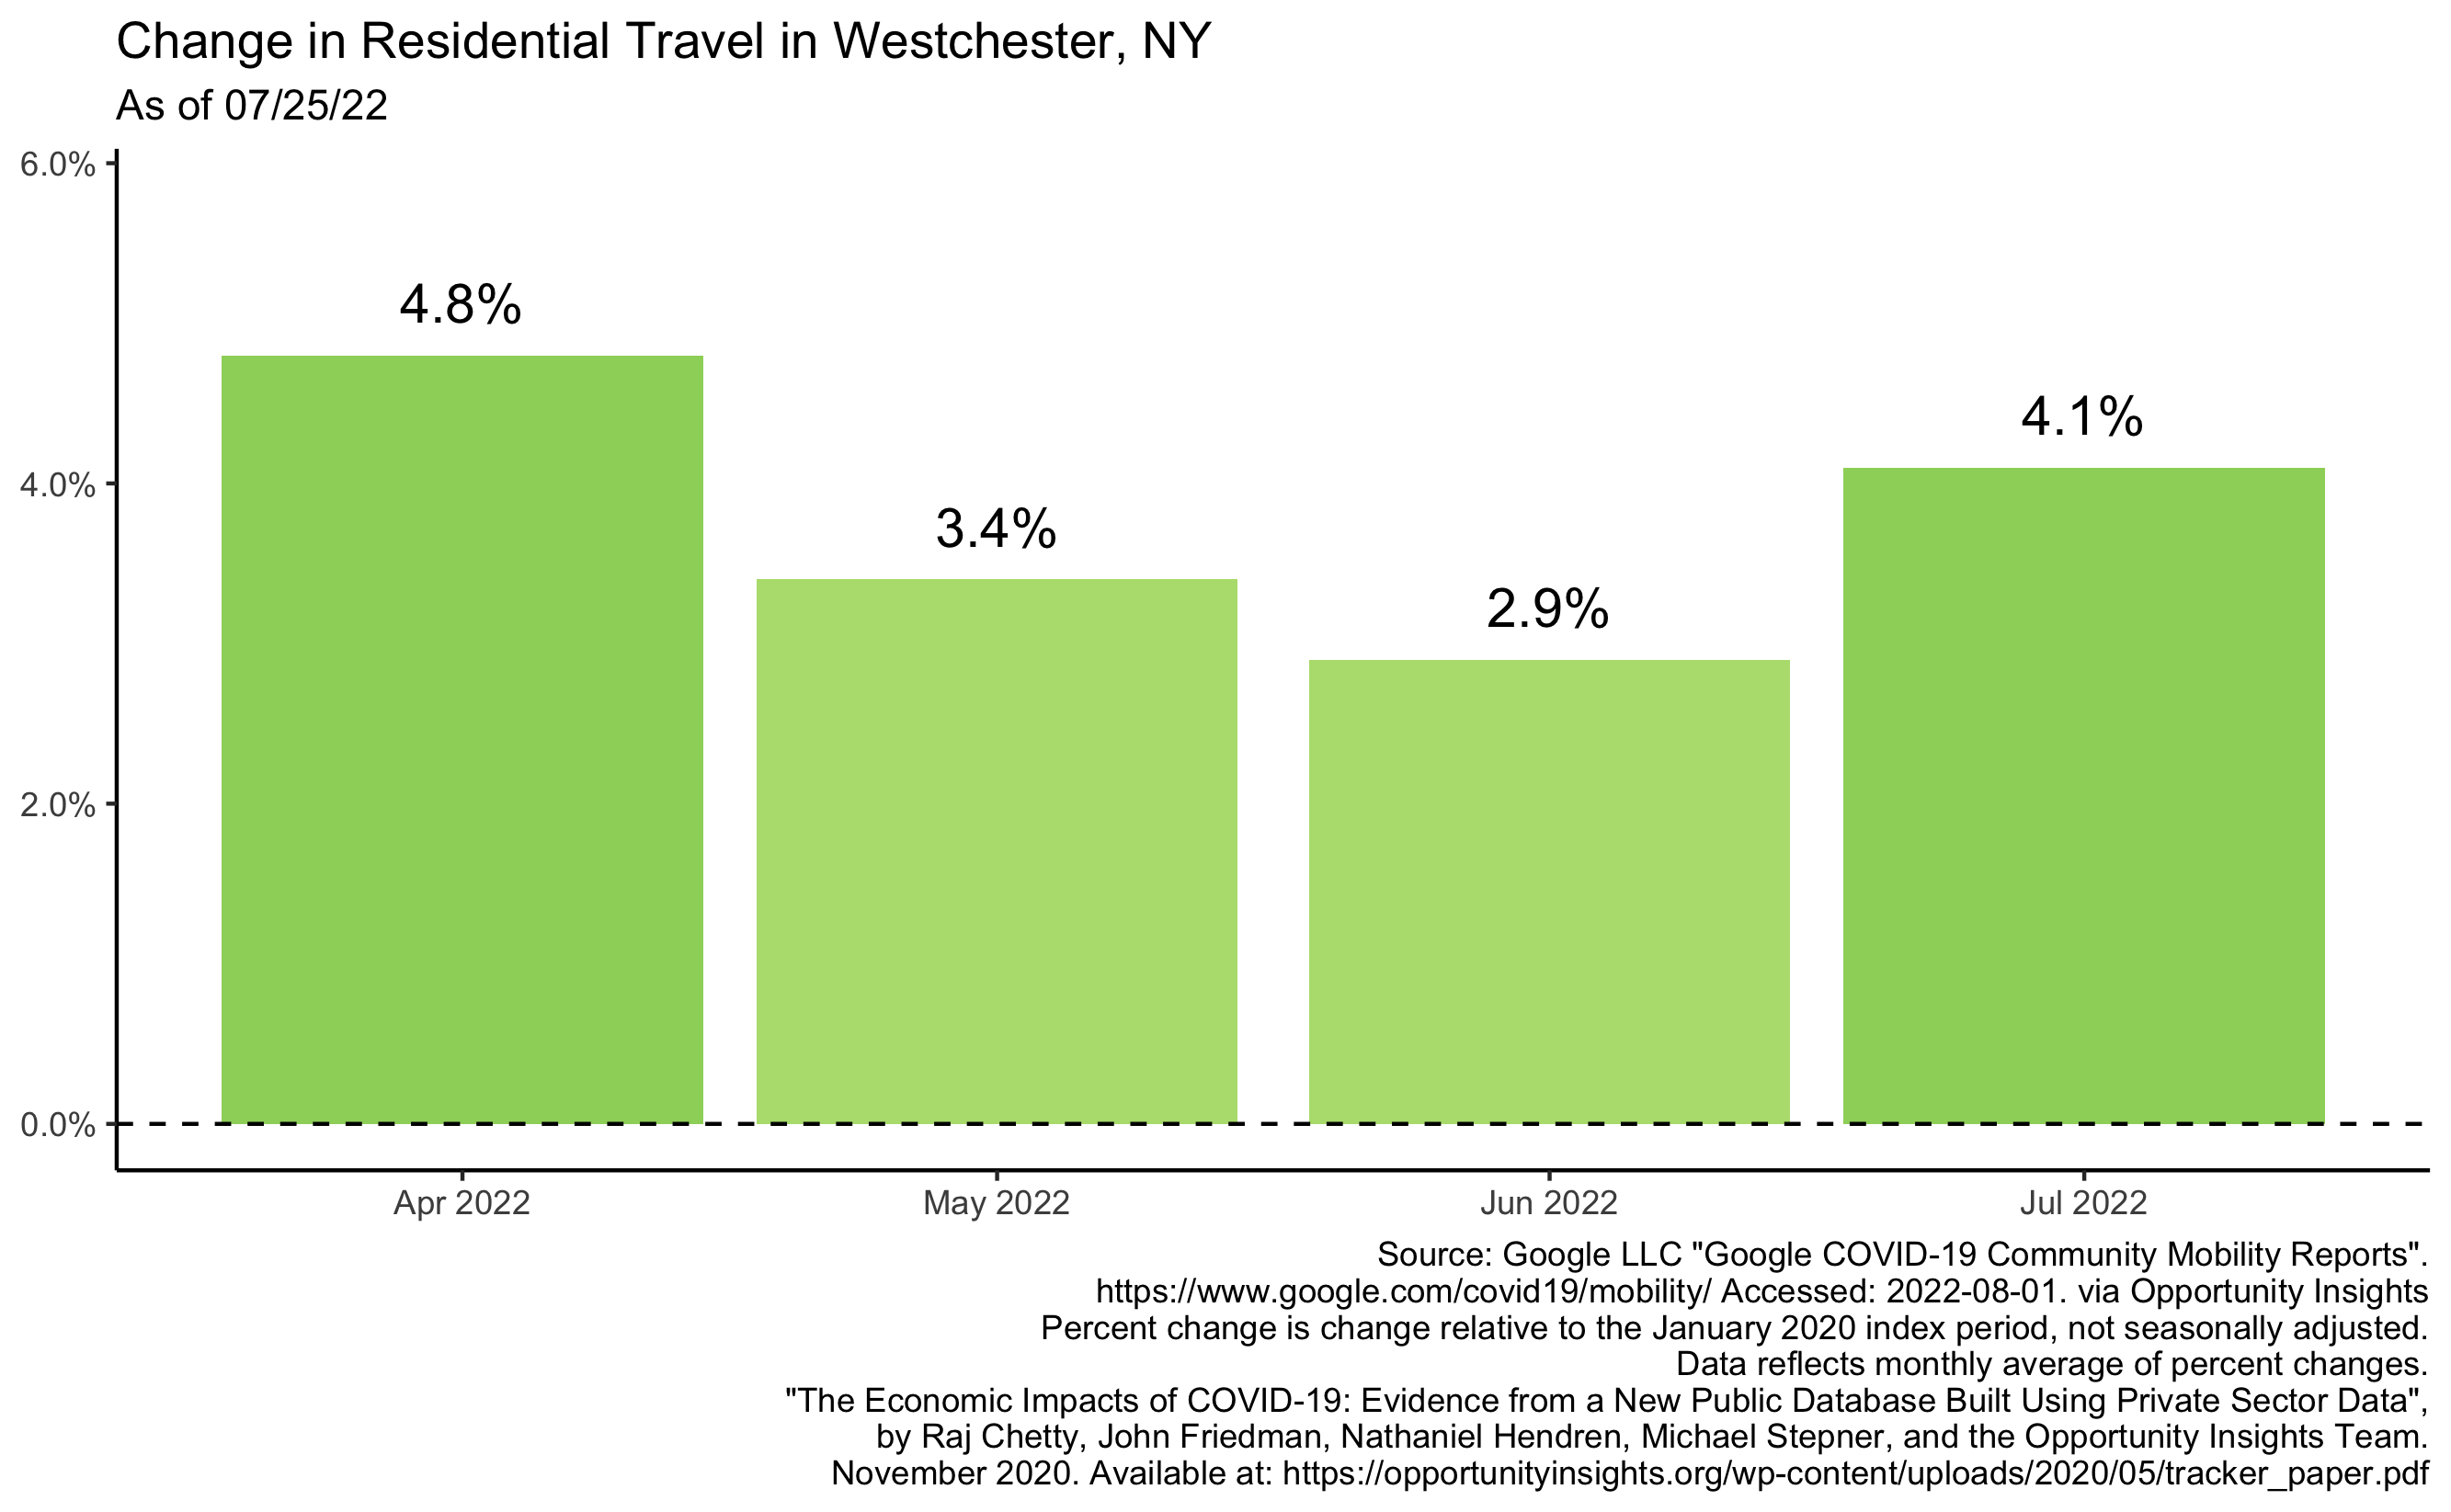 Change in Residential Travel in Westchester, NY
As of 07/25/22
6.0%
4.8%
4.1%
4.0%
3.4%
2.9%
2.0%
0.0%
Apr 2022
May 2022
Jun 2022
Jul 2022
Source: Google LLC "Google COVID-19 Community Mobility Reports".
https://www.google.com/covid19/mobility/ Accessed: 2022-08-01. via Opportunity Insights
Percent change is change relative to the January 2020 index period, not seasonally adjusted.
Data reflects monthly average of percent changes.
"The Economic Impacts of COVID-19: Evidence from a New Public Database Built Using Private Sector Data",
by Raj Chetty, John Friedman, Nathaniel Hendren, Michael Stepner, and the Opportunity Insights Team.
November 2020. Available at: https://opportunityinsights.org/wp-content/uploads/2020/05/tracker_paper.pdf